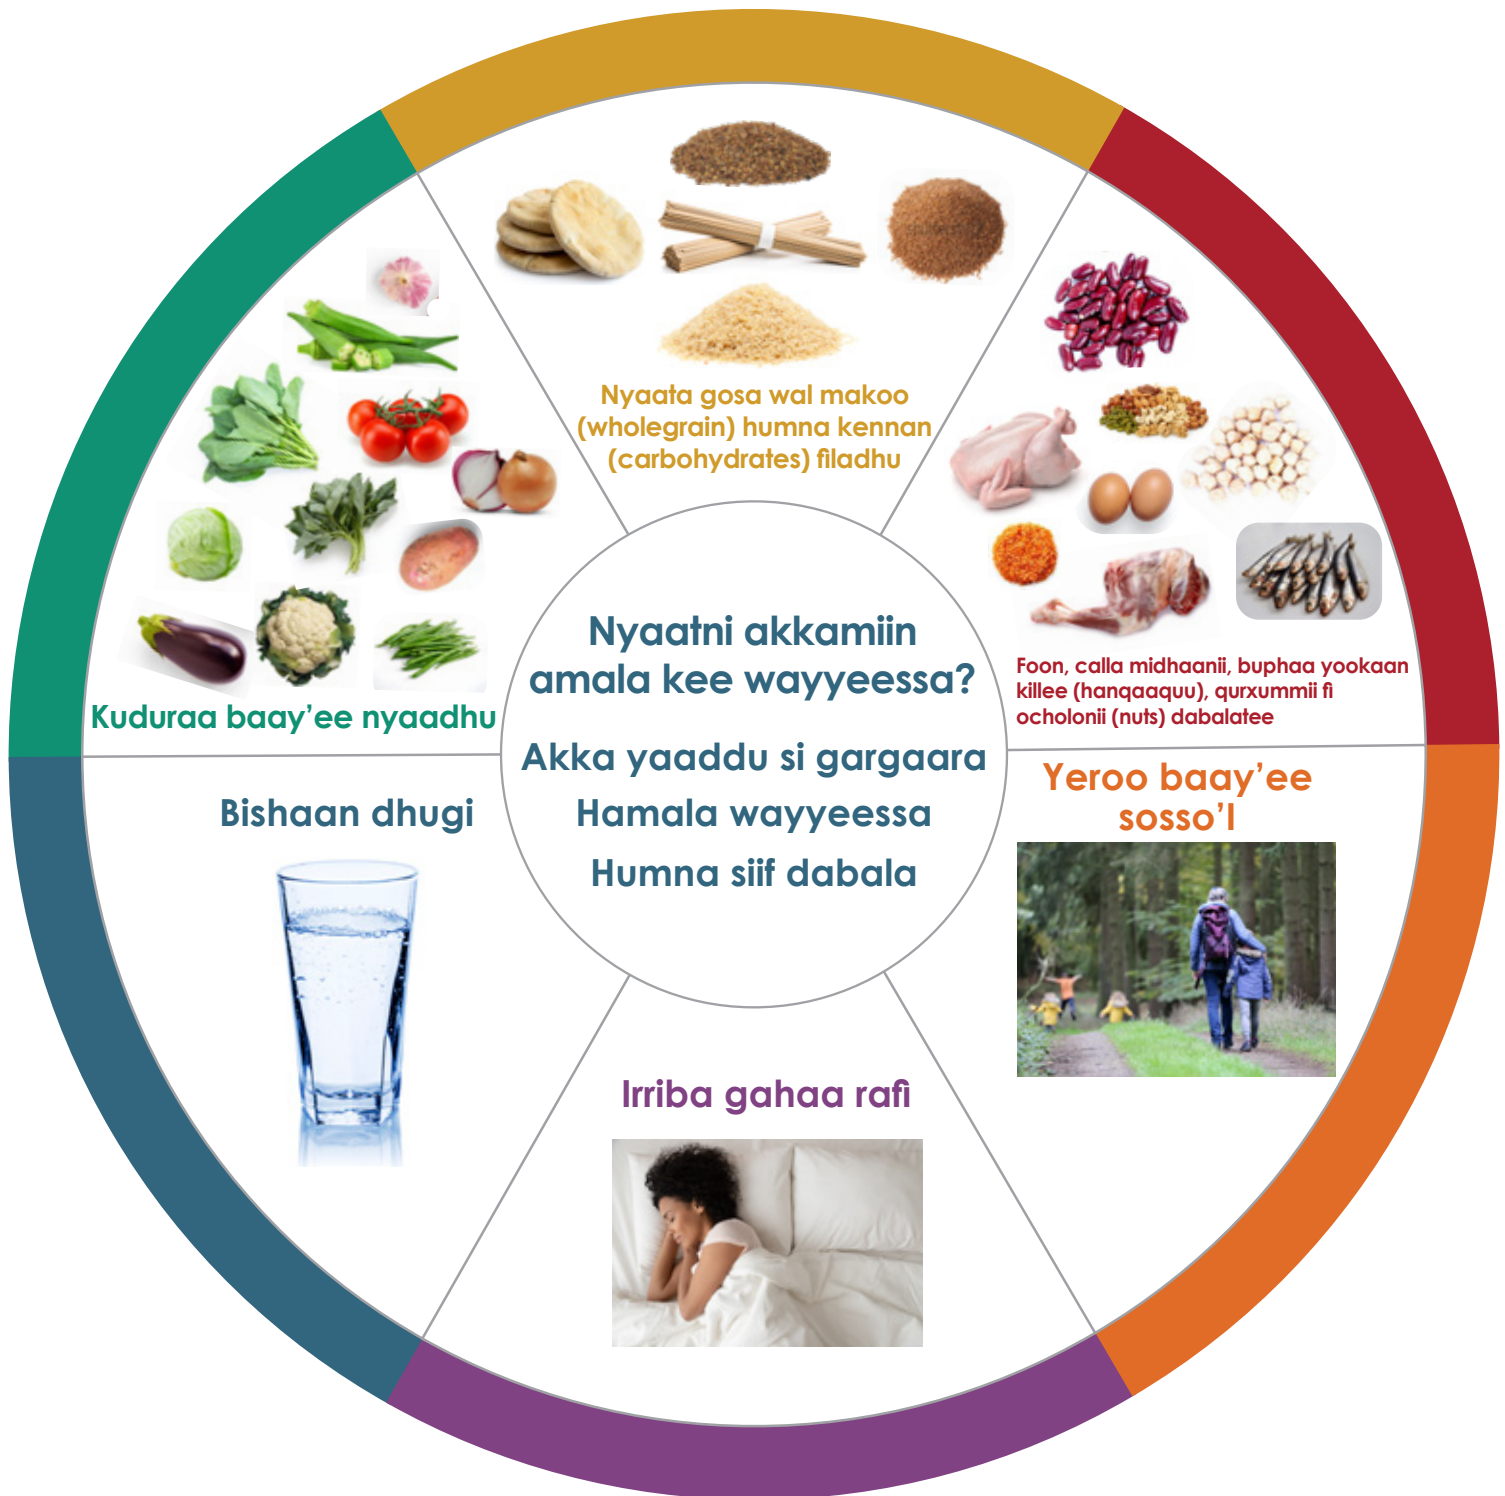 Nyaata gosa wal makoo
(wholegrain) humna kennan
(carbohydrates) filadhu
Foon, calla midhaanii, buphaa yookaan
killee (hanqaaquu), qurxummii fi
ocholonii (nuts) dabalatee
Kuduraa baay'ee nyaadhu
Nyaatni akkamiin
amala kee wayyeessa?
Akka yaaddu si gargaara
Hamala wayyeessa
Humna siif dabala
Yeroo baay'ee
sosso'I
Bishaan dhugi
Irriba gahaa rafi